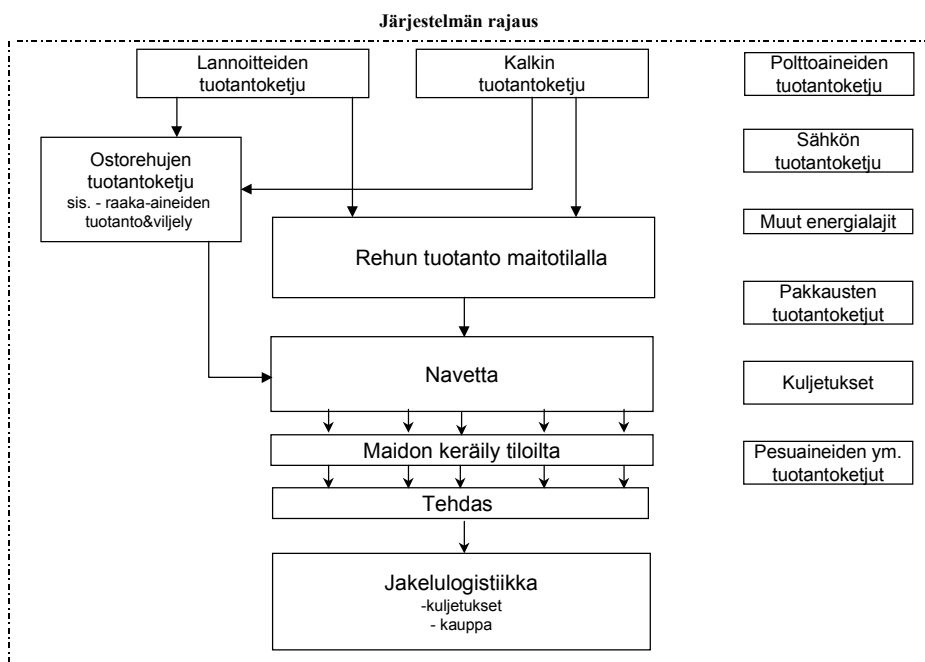 Järjestelmän rajaus
Lannoitteiden
tuotantoketju
Kalkin
tuotantoketju
Polttoaineiden
tuotantoketju
Ostorehujen
tuotantoketju
sis. - raaka-aineiden
tuotanto&viljely
Sähkön
tuotantoketju
Rehun tuotanto maitotilalla
Muut energialajit
Pakkausten
tuotantoketjut
Navetta
Kuljetukset
Maidon keräily tiloilta
Pesuaineiden ym.
tuotantoketjut
Tehdas
Jakelulogistiikka
-kuljetukset
- kauppa